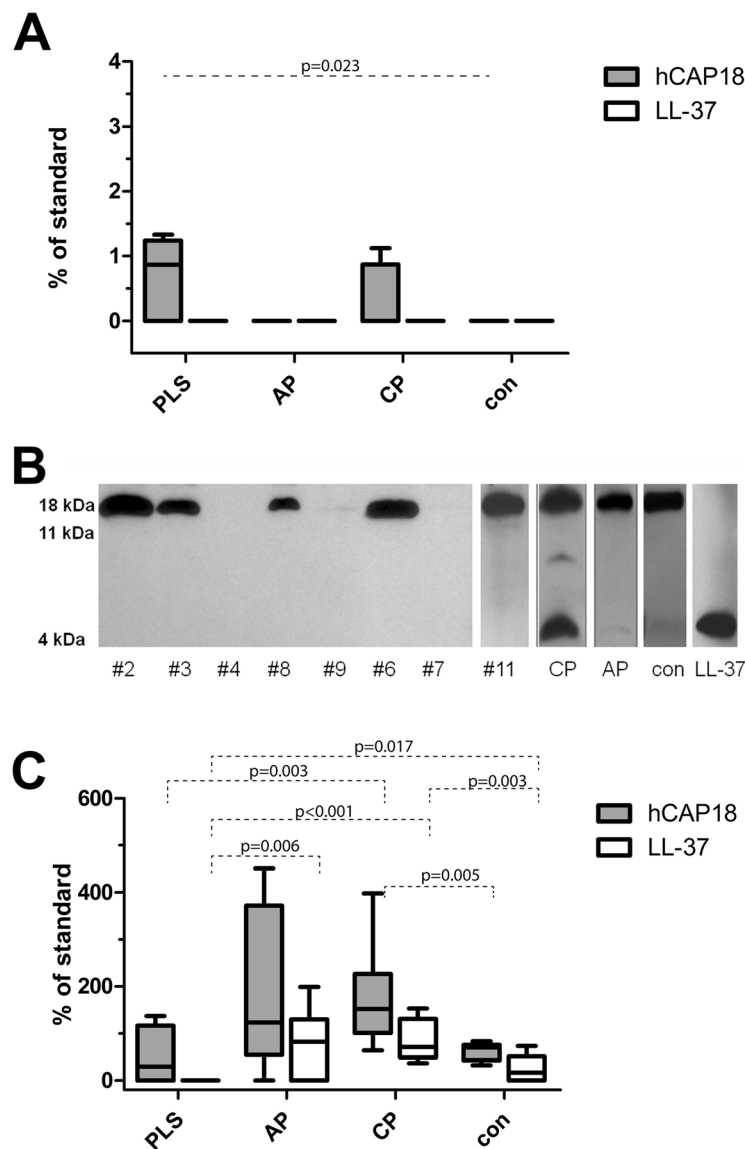 A
p=0.023
4
3
2
1
0
% of standard
hCAP18
LL-37
PLS
AP
CP
con
B
18 kDa
11 kDa
4 kDa
#2 #3 #4 #8 #9 #6 #7 #11 CP AP con LL-37
C
p=0.017
p=0.003 p=0.003
p<0.001
p=0.006
p=0.005
600
400
200
0
% of standard
hCAP18
LL-37
PLS
AP
CP
con